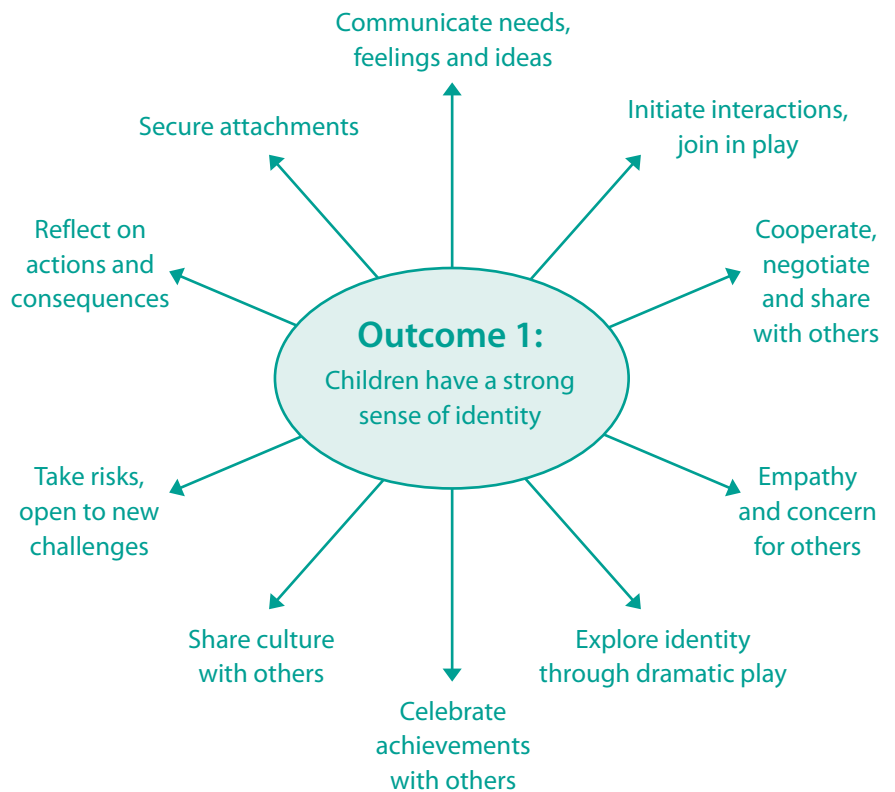 Communicate needs,
feelings and ideas
Initiate interactions,
join in play
Cooperate,
negotiate
and share
with others
Empathy
and concern
for others
Explore identity
through dramatic play
Celebrate
achievements
with others
Share culture
with others
Take risks,
open to new
challenges
Reflect on
actions and
consequences
Secure attachments
Outcome 1:
Children have a strong
sense of identity